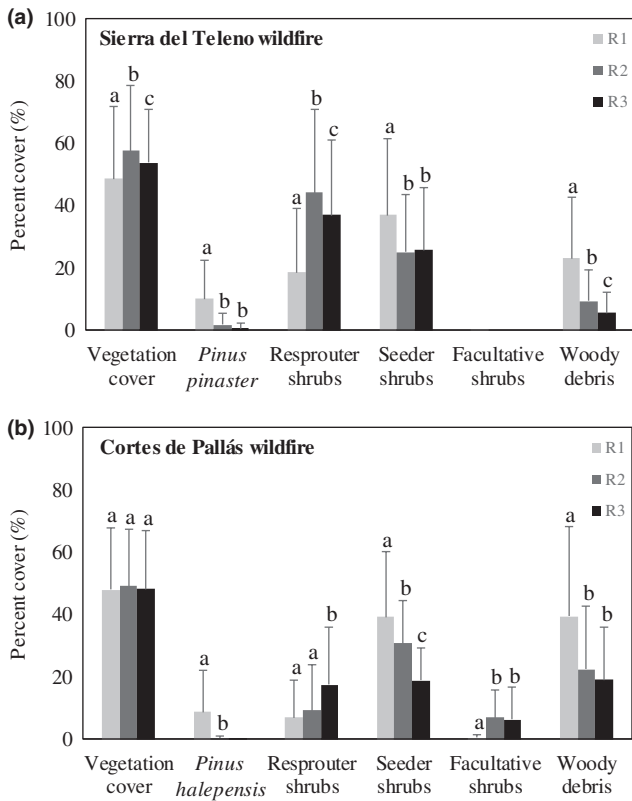 (a)
100
Sierra del Teleno wildfire
R1
R2
R3
80
60
40
20
0
Percent cover (%)
a b c
a b b
a b c
a b b
a b c
Vegetation Pinus Resprouter Seeder Facultative Woody
cover pinaster shrubs shrubs shrubs debris
(b)
100
Cortes de Pallás wildfire
R1
R2
R3
80
60
40
20
0
Percent cover (%)
a a a
a b
a a b
a b c
a b b
a b b
Vegetation Pinus Resprouter Seeder Facultative Woody
cover halepensis shrubs shrubs shrubs debris